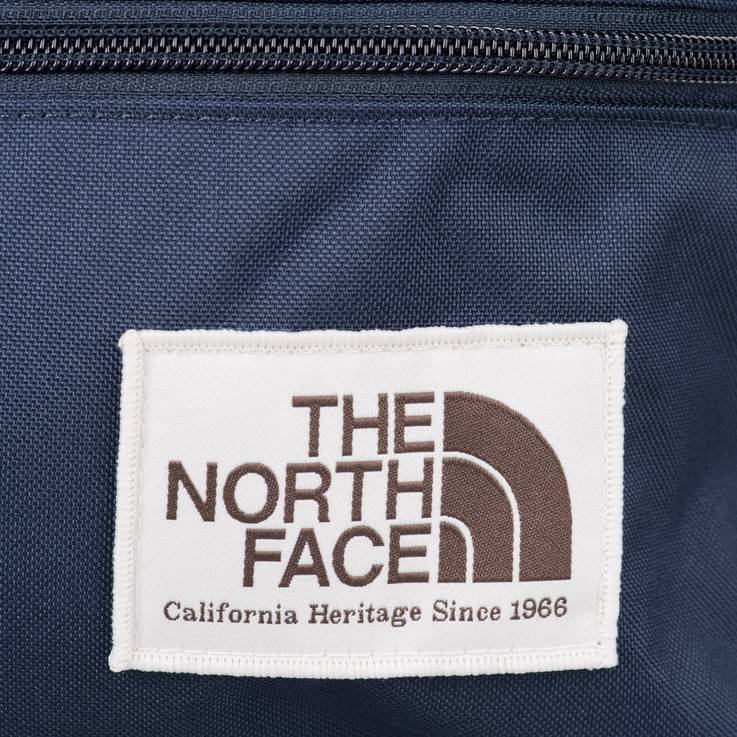 THE
NORTH
FACE
California Heritage Since 1966